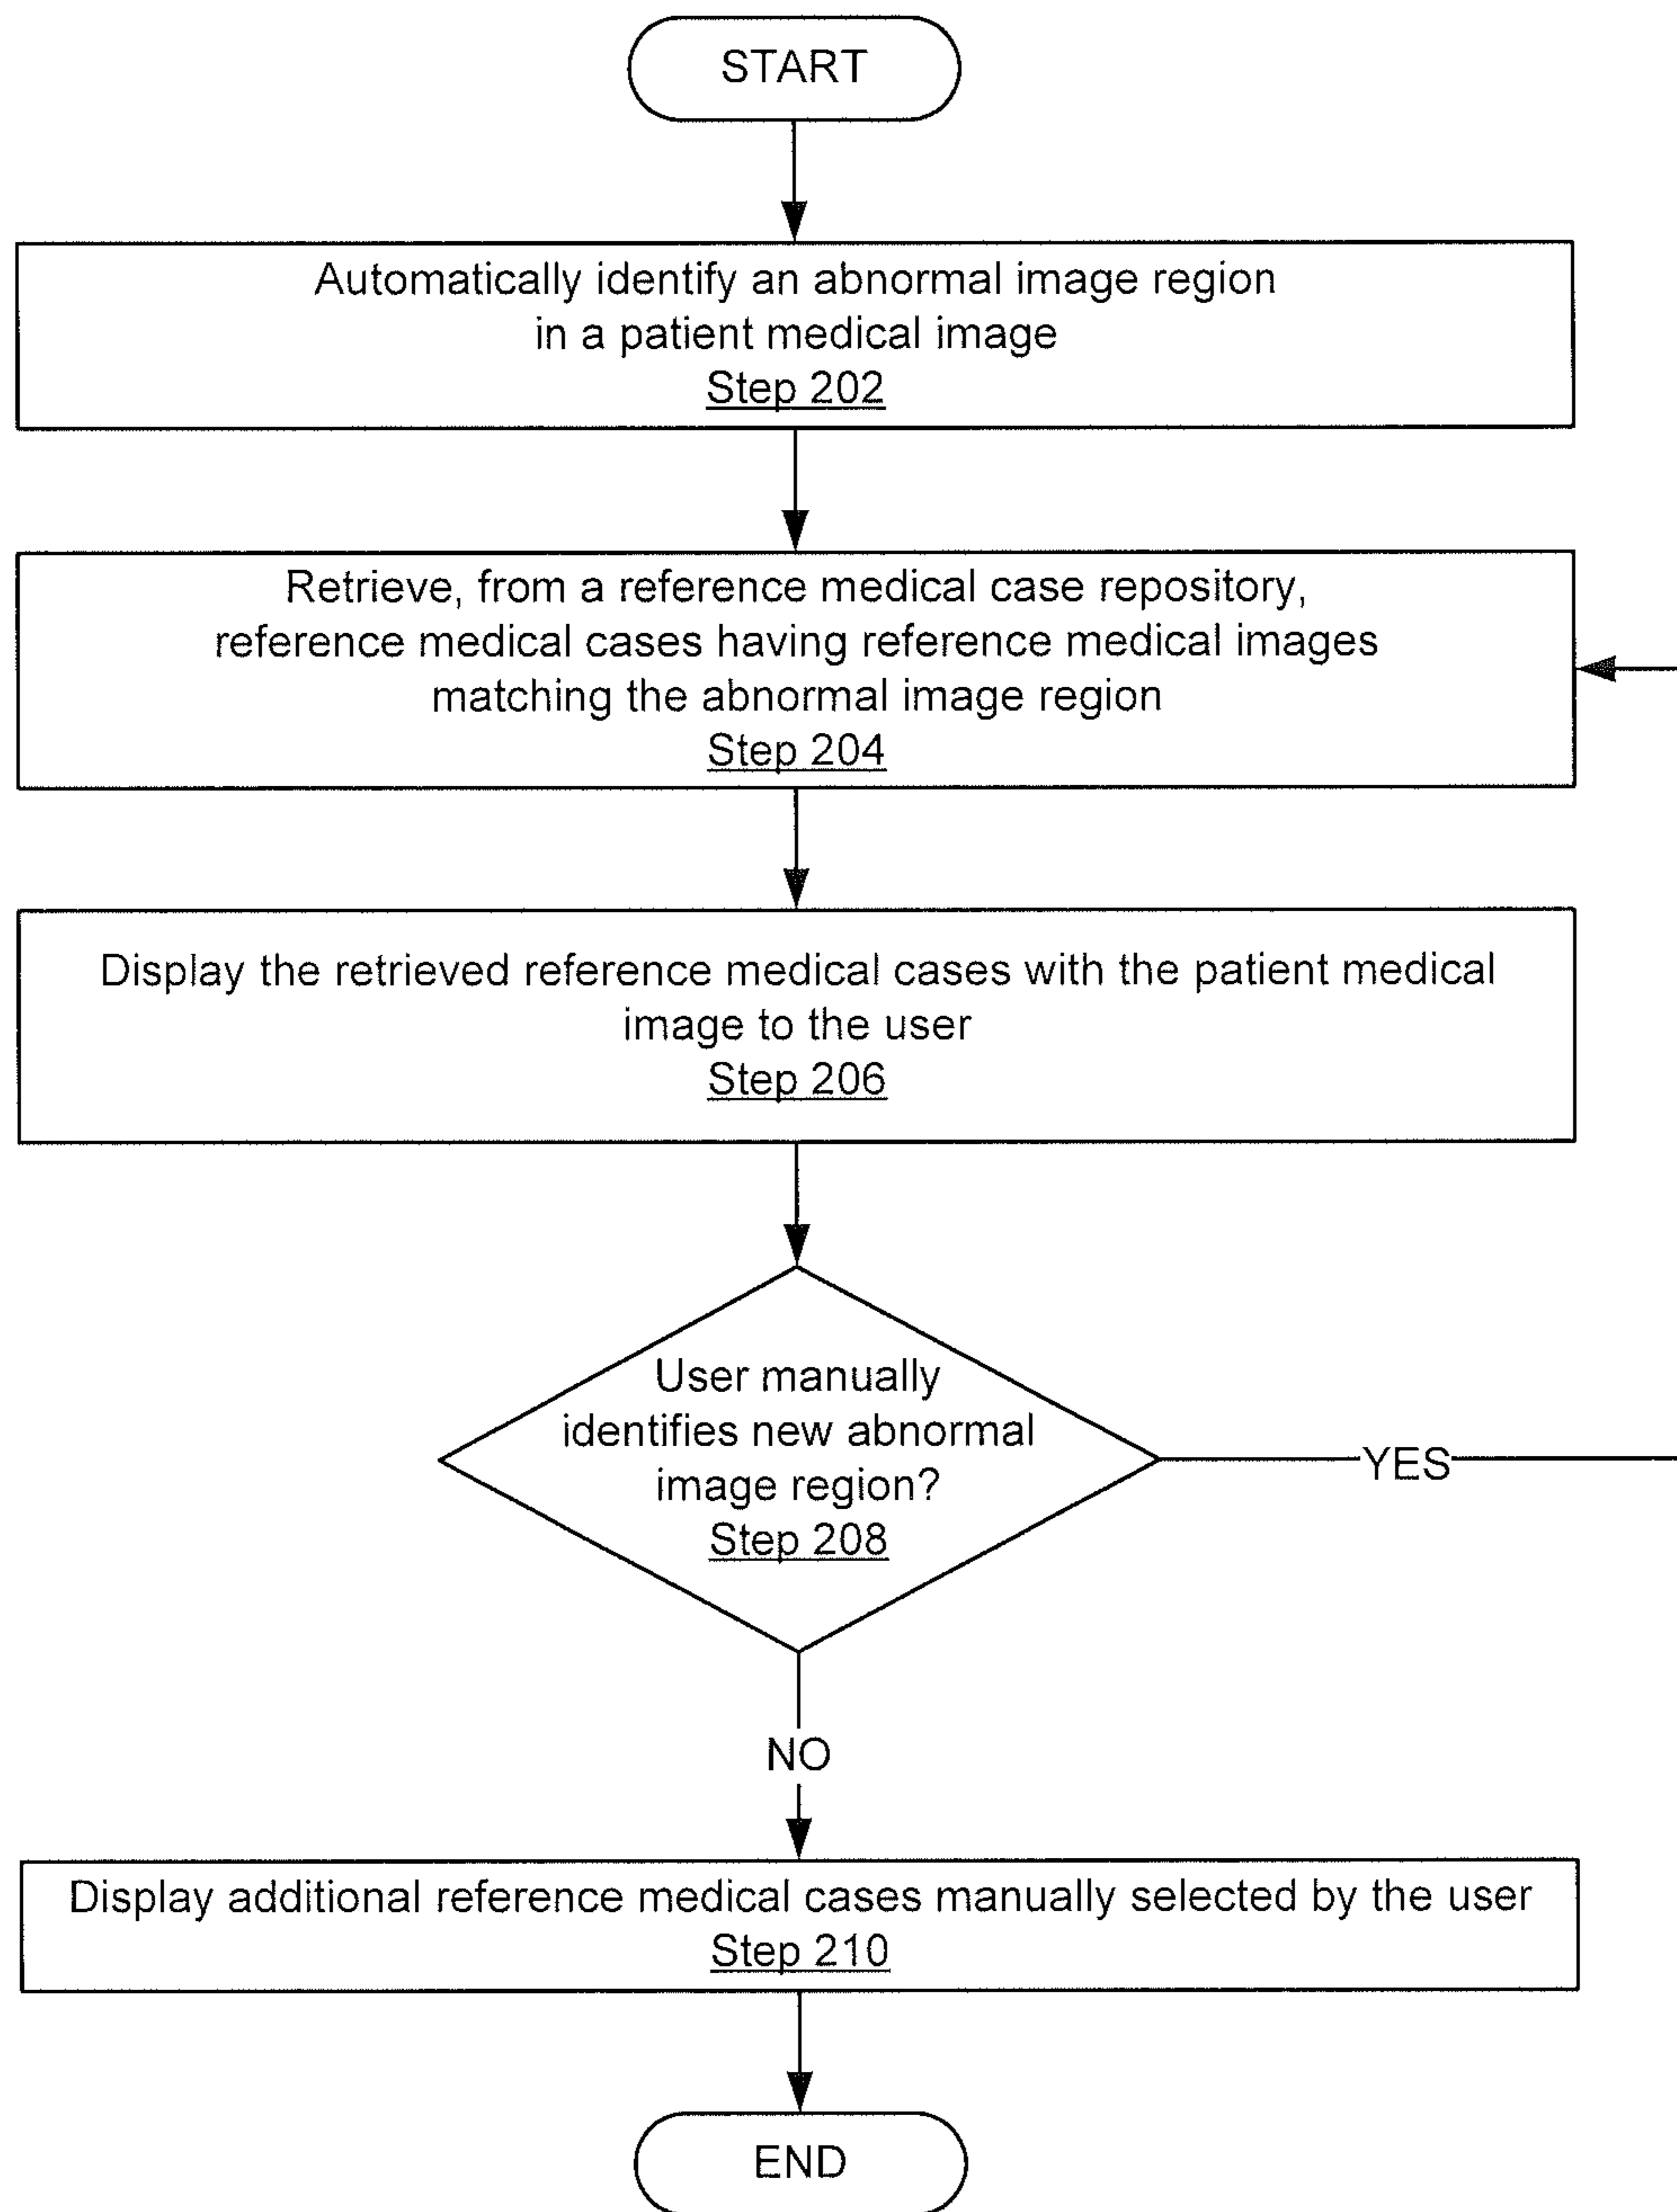 START
Automatically identify an abnormal image region
in a patient medical image
Step 202
Retrieve, from a reference medical case repository,
reference medical cases having reference medical images
matching the abnormal image region
Step 204
Display the retrieved reference medical cases with the patient medical
image to the user
Step 206
User manually
identifies new abnormal
image region?
Step 208
YES
NO
Display additional reference medical cases manually selected by the user
Step 210
END